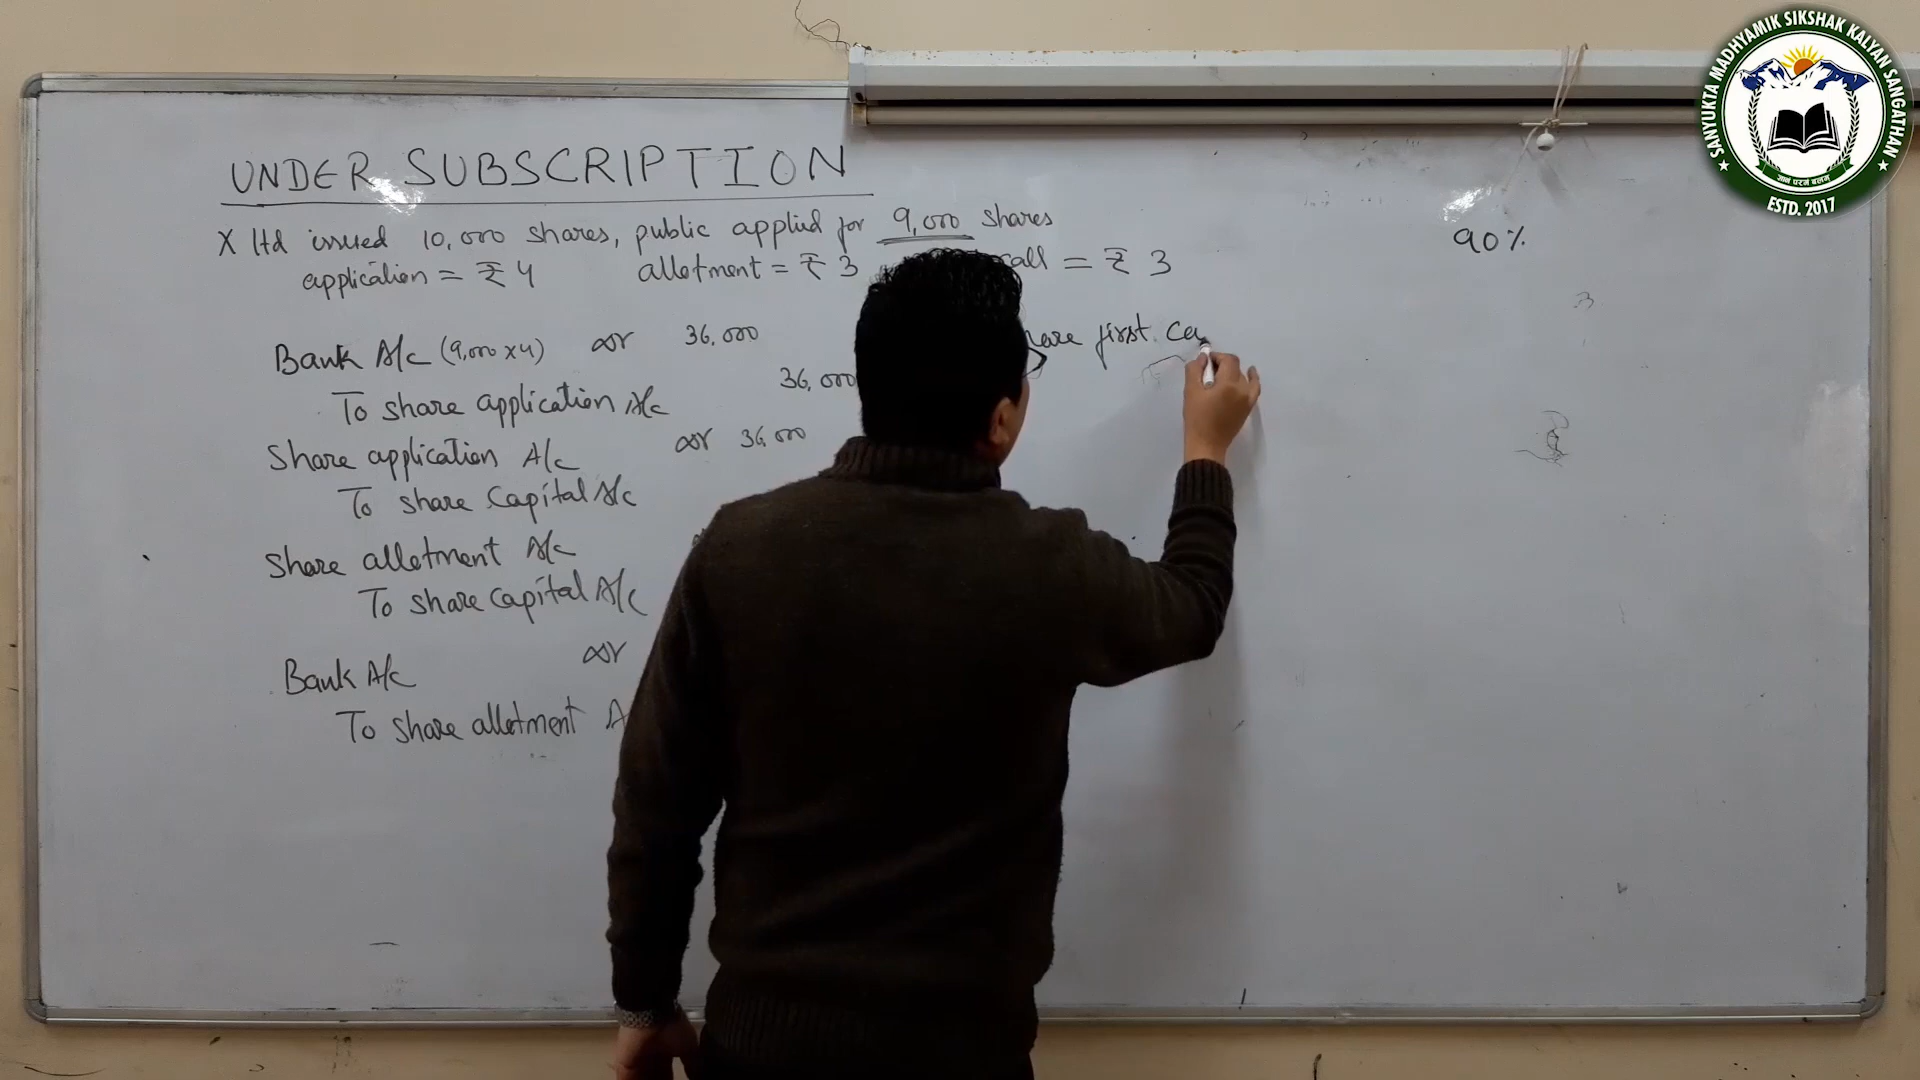 UNDER SUBSCRIPTION
X ltd issued 10,000 shares, public applied for 9,000 shares
application = ₹ 4 allotment = ₹ 3 call = ₹ 3
90%
Bank A/c (9,000 x 4) Dr 36,000
36,000
To share application A/c
Share application A/c Dr 36,000
To share capital A/c
Share allotment A/c
To share capital A/c
Bank A/c Dr
To share allotment A
first ca
SANYUKTA MADHYAMIK SIKSHAK KALYAN SANGATHAN
ESTD. 2017